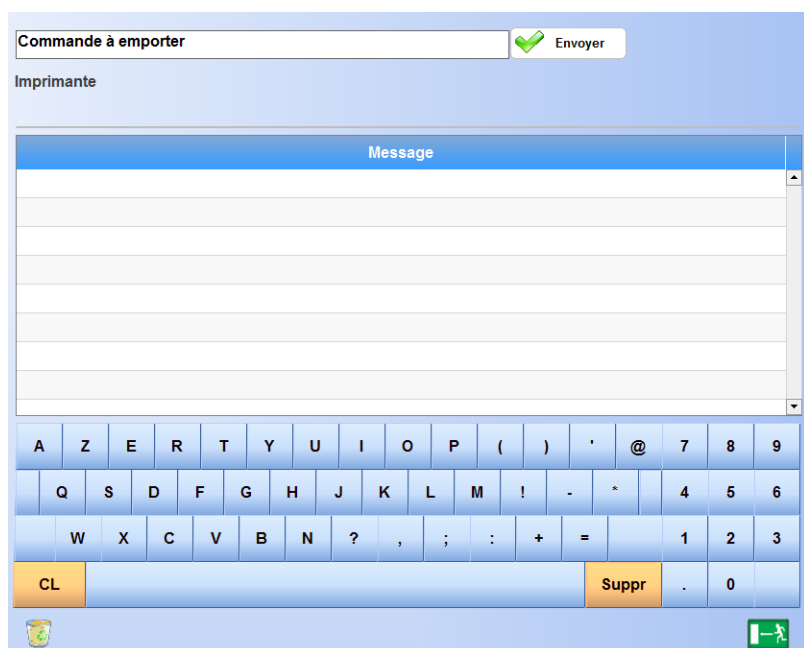 Commande à emporter
Envoyer
Imprimante
Message
A Z E R T Y U I O P ( ) ' @ 7 8 9
Q S D F G H J K L M ! - * 4 5 6
W X C V B N ? , ; : + = 1 2 3
CL Suppr . 0